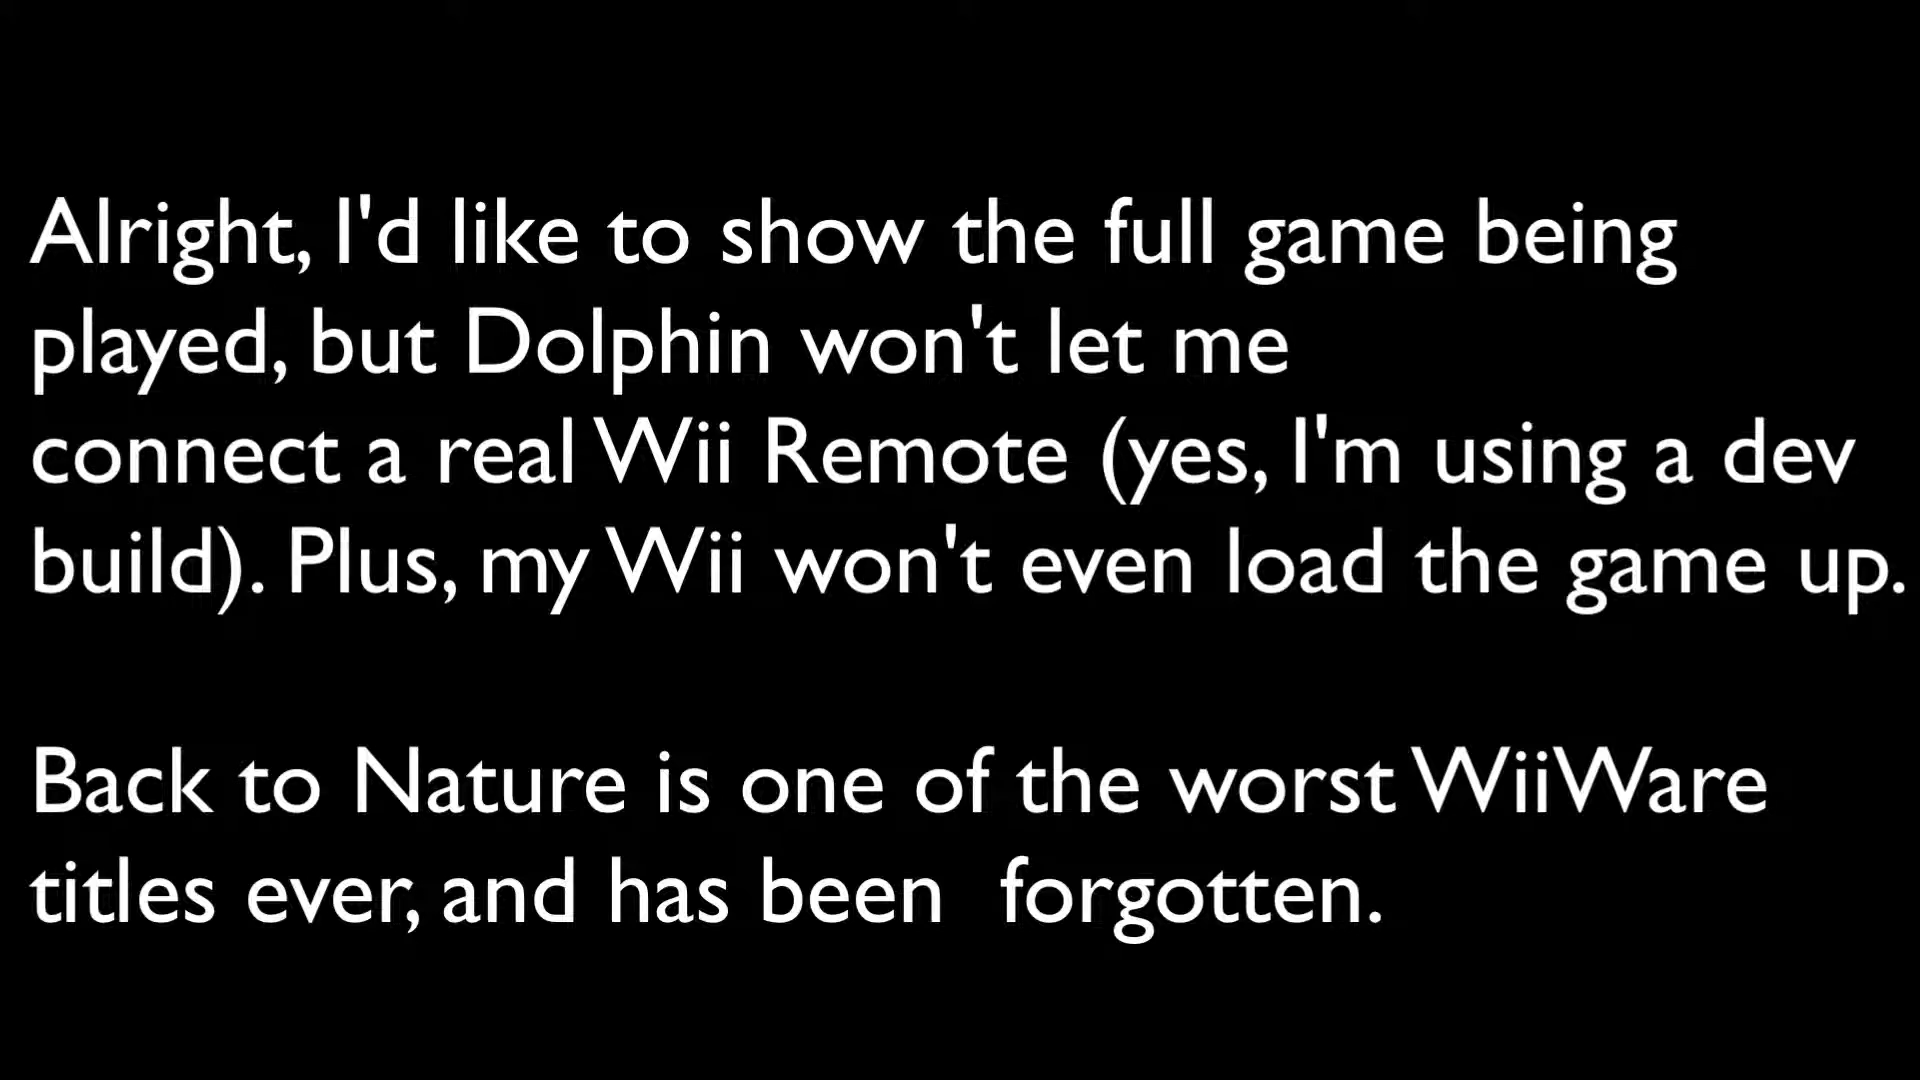 Alright, I'd like to show the full game being
played, but Dolphin won't let me
connect a real Wii Remote (yes, I'm using a dev
build). Plus, my Wii won't even load the game up.
Back to Nature is one of the worst WiiWare
titles ever, and has been  forgotten.